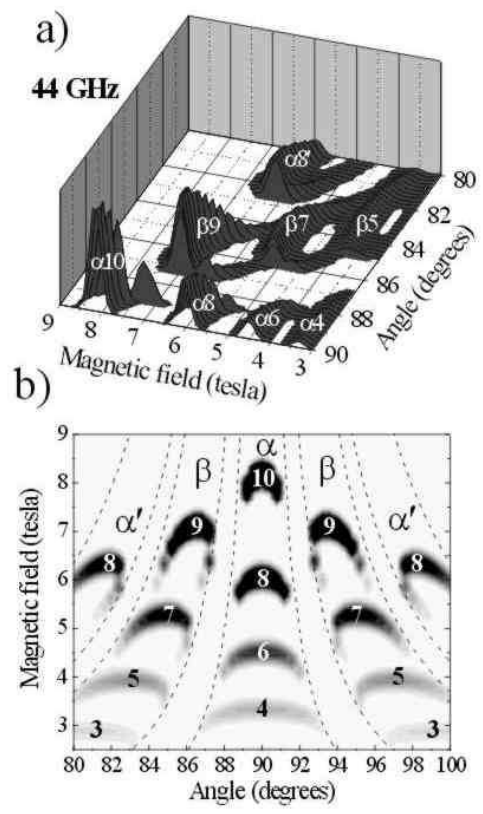 a)
44 GHz
α8'
β9
β7
β5
α10
α8
α6
α4
80
82
84
86
88
90
Angle (degrees)
9
8
7
6
5
4
3
Magnetic field (tesla)
b)
9
8
7
6
5
4
3
Magnetic field (tesla)
α
β
β
α'
α'
10
9
9
8
8
8
7
7
6
5
5
4
3
3
80 82 84 86 88 90 92 94 96 98 100
Angle (degrees)